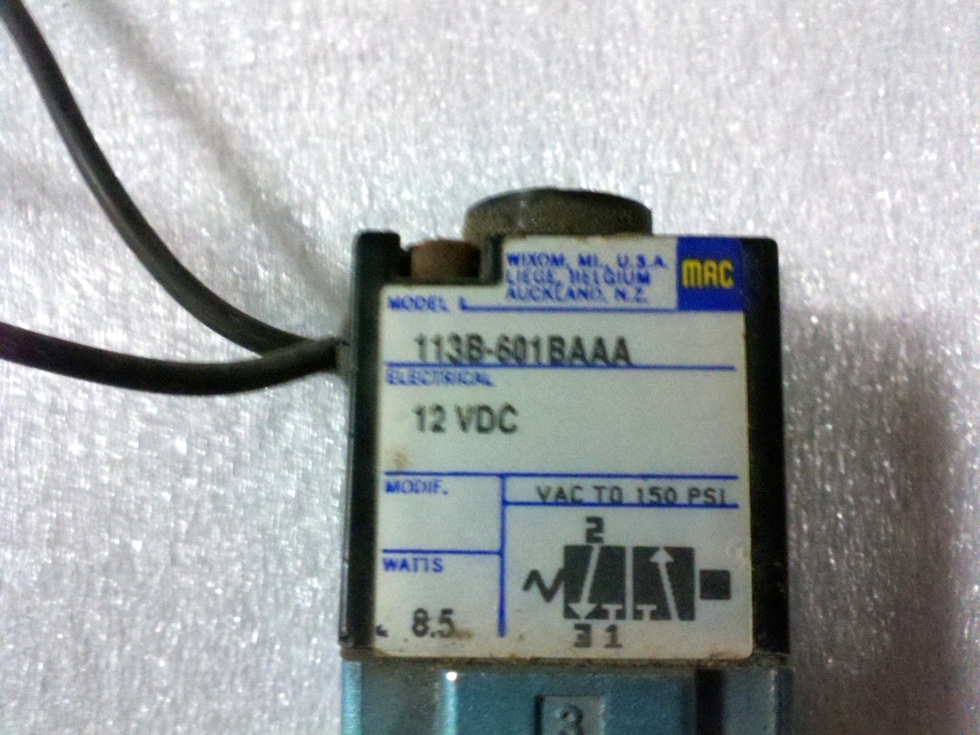 WIXOM, MI., U.S.A.
LIEGE, BELGIUM
AUCKLAND, N.Z.
MAC
MODEL
113B-601BAAA
ELECTRICAL
12 VDC
MODIF.
VAC TO 150 PSI
2
WATTS
8.5
3 1
3